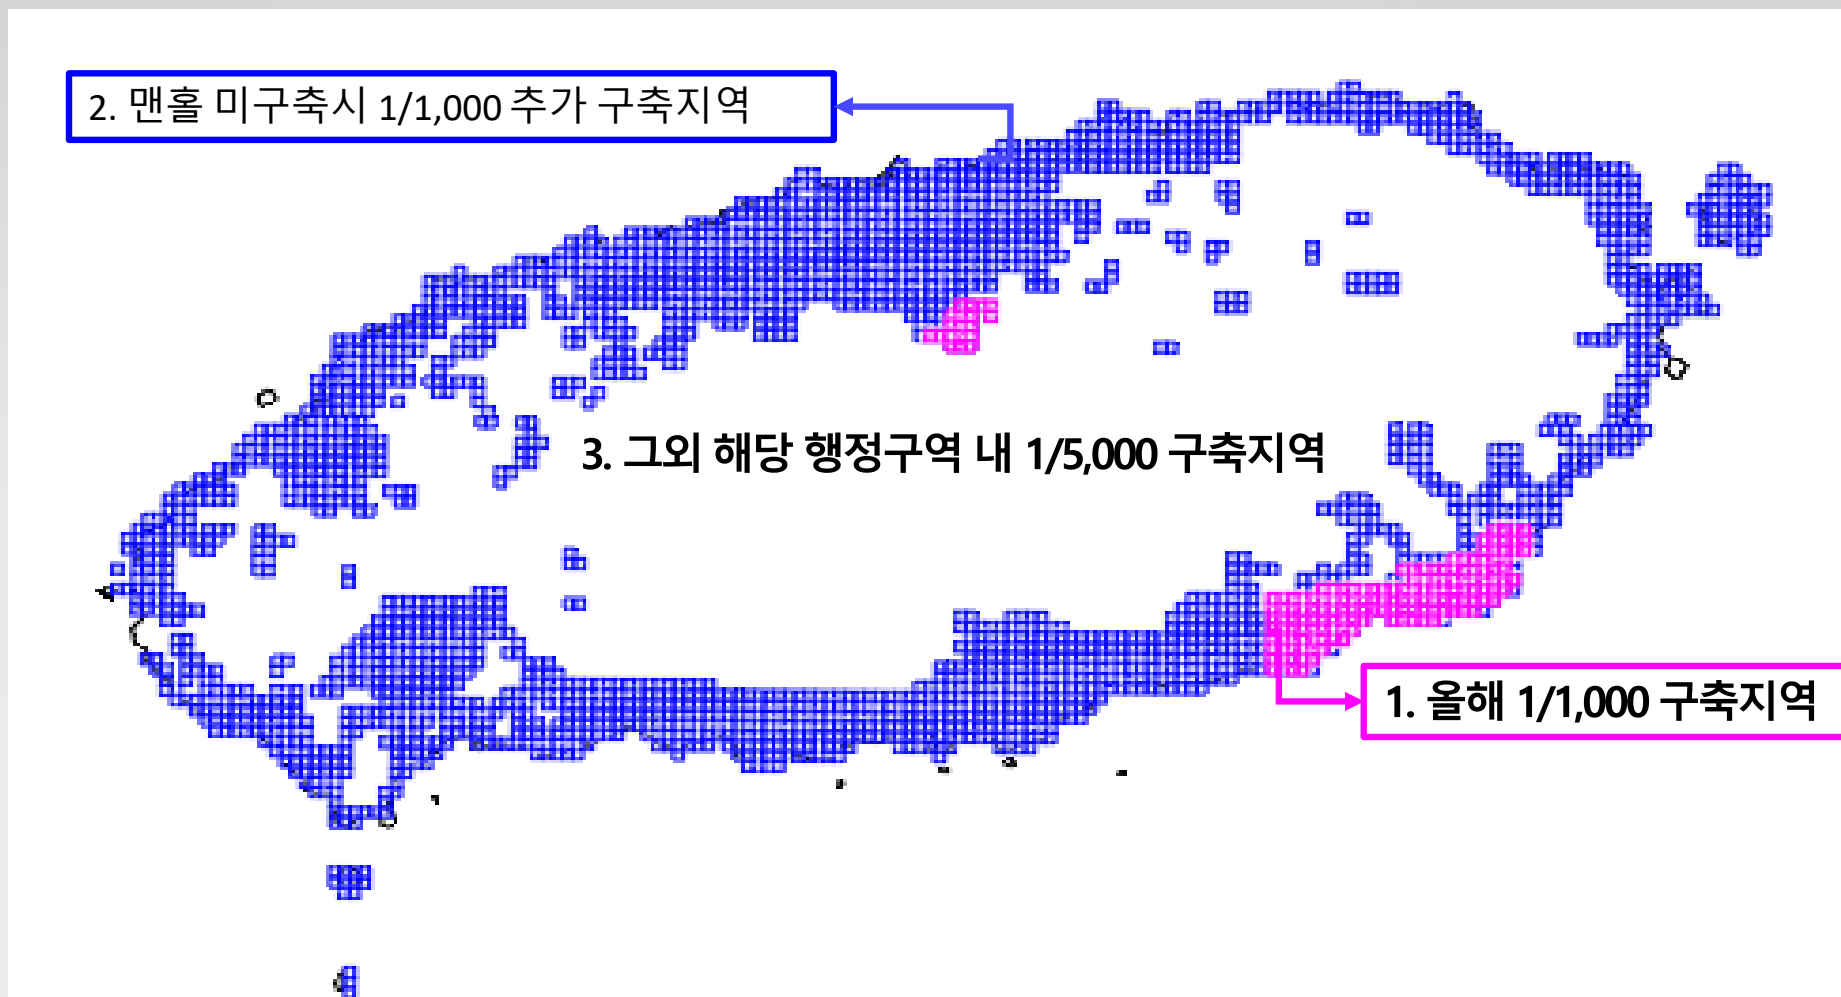 2. 맨홀 미구축시 1/1,000 추가 구축지역
3. 그외 해당 행정구역 내 1/5,000 구축지역
1. 올해 1/1,000 구축지역